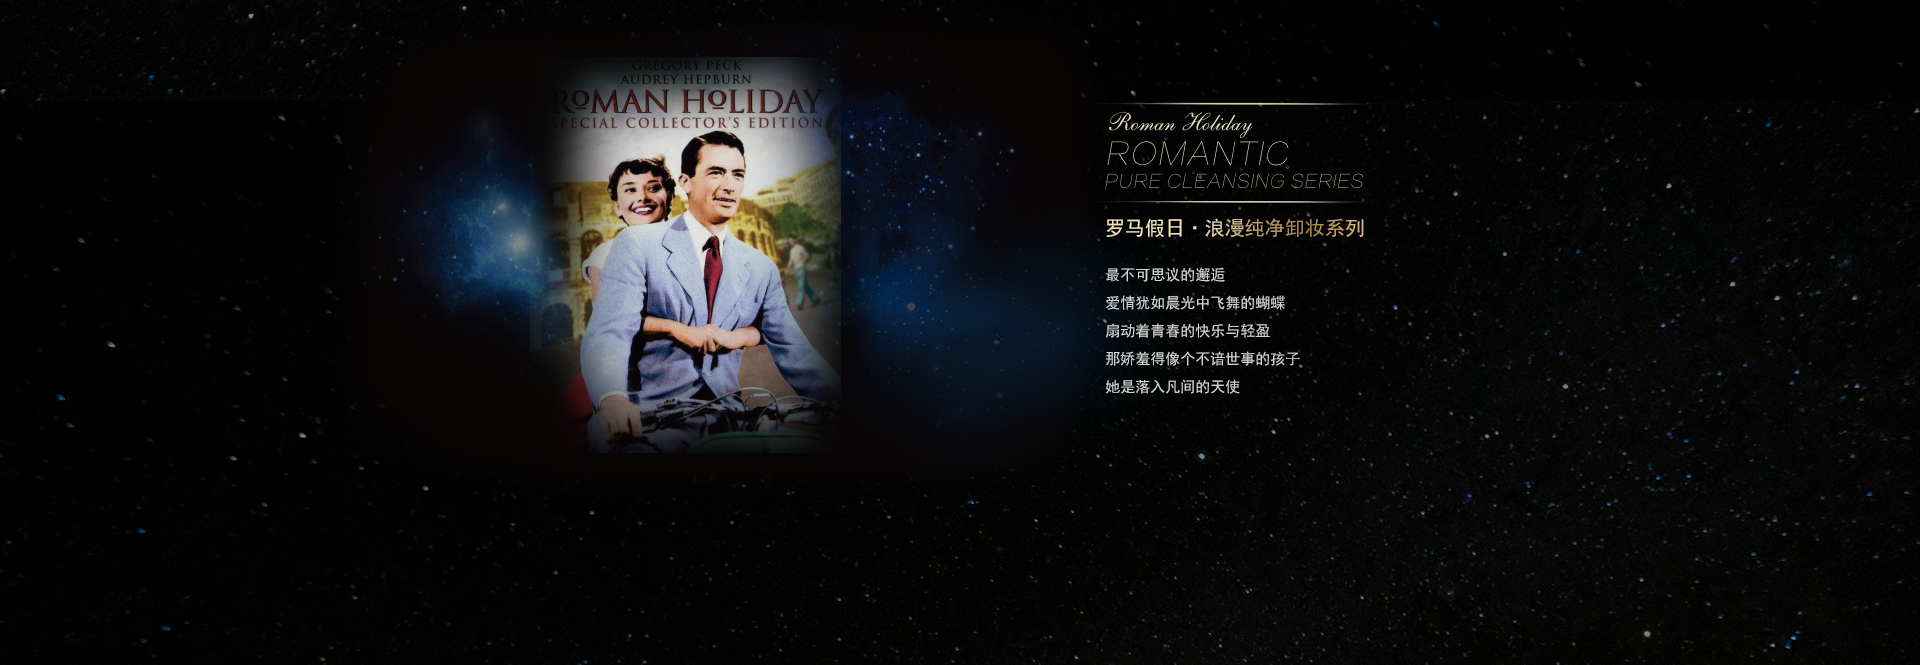 GREGORY PECK
AUDREY HEPBURN
ROMAN HOLIDAY
SPECIAL COLLECTOR'S EDITION
Roman Holiday
ROMANTIC
PURE CLEANSING SERIES
罗马假日·浪漫纯净卸妆系列
最不可思议的邂逅
爱情犹如晨光中飞舞的蝴蝶
扇动着青春的快乐与轻盈
那娇羞得像个不谙世事的孩子
她是落入凡间的天使